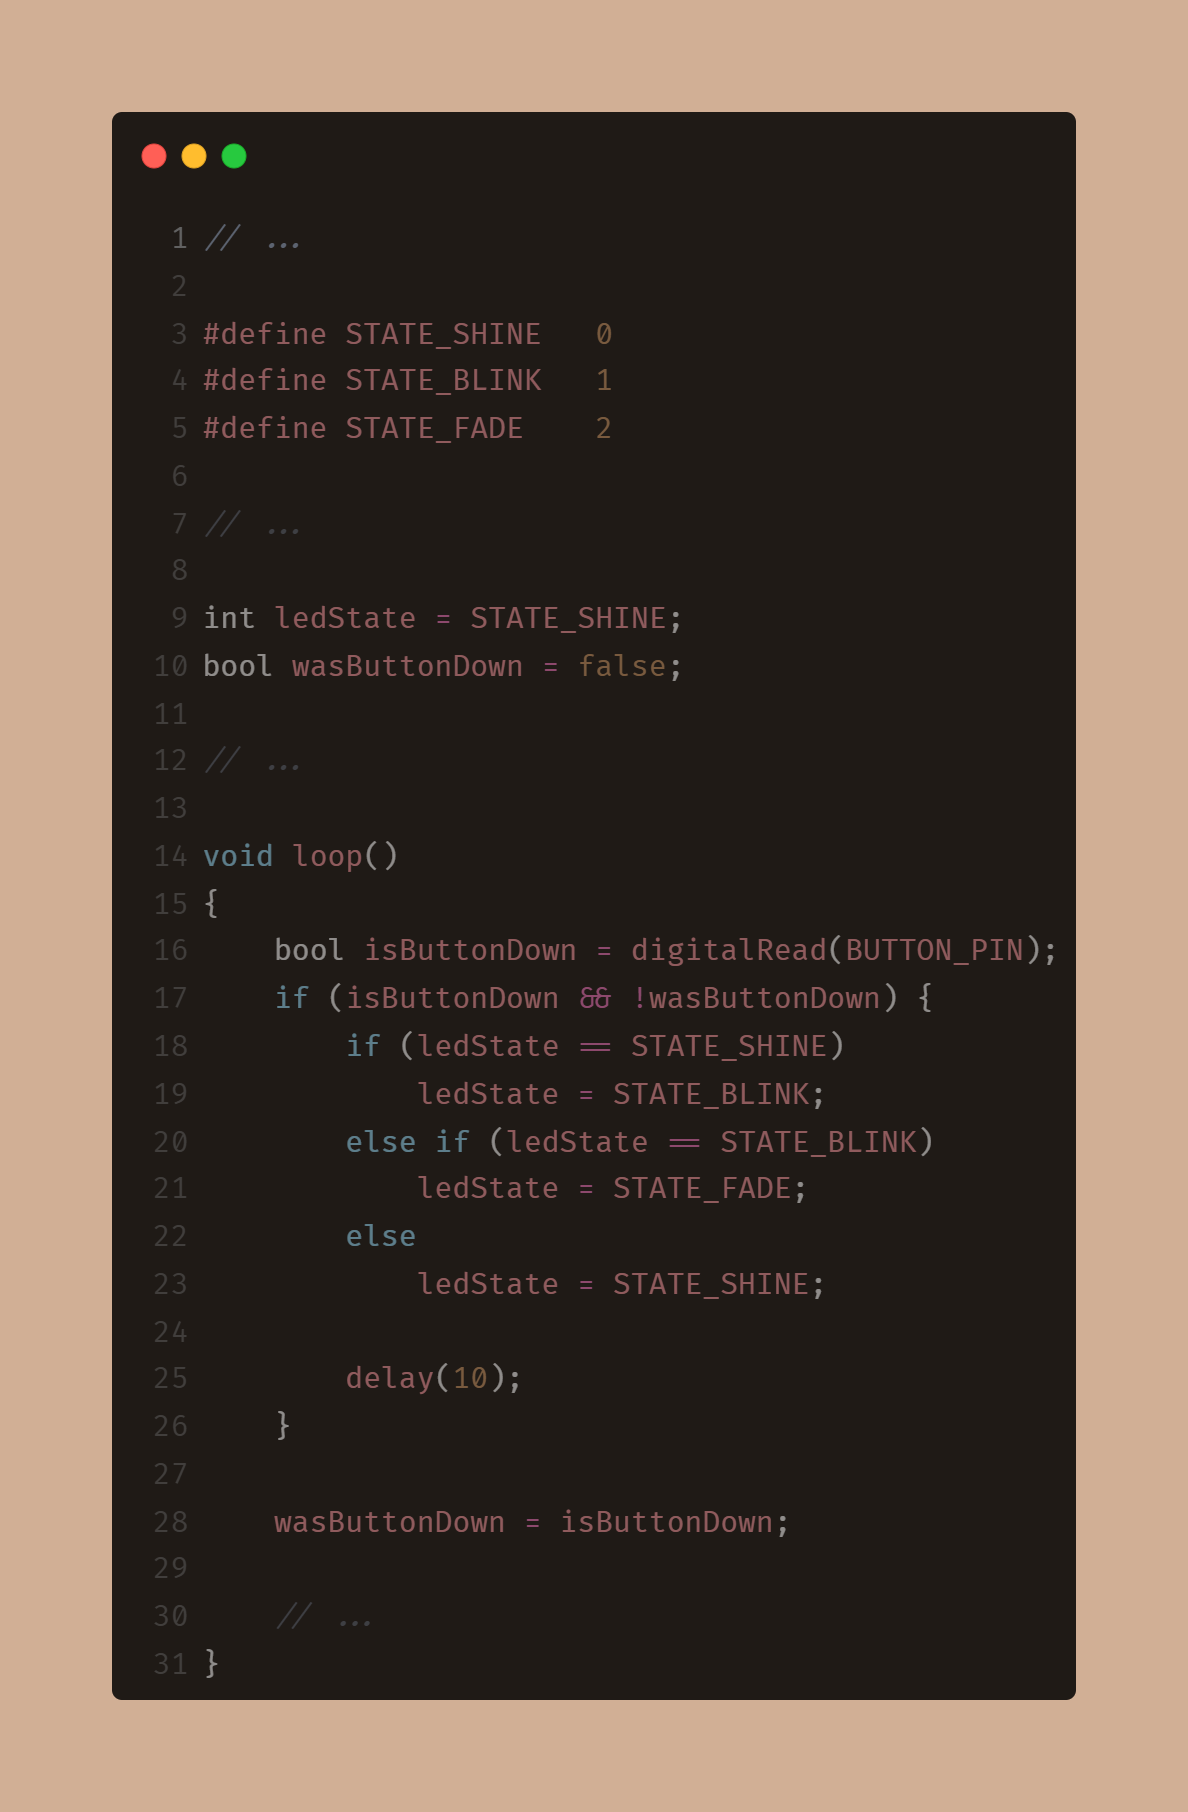 1 // ...
2
3 #define STATE_SHINE   0
4 #define STATE_BLINK   1
5 #define STATE_FADE    2
6
7 // ...
8
9 int ledState = STATE_SHINE;
10 bool wasButtonDown = false;
11
12 // ...
13
14 void loop()
15 {
16     bool isButtonDown = digitalRead(BUTTON_PIN);
17     if (isButtonDown && !wasButtonDown) {
18         if (ledState == STATE_SHINE)
19             ledState = STATE_BLINK;
20         else if (ledState == STATE_BLINK)
21             ledState = STATE_FADE;
22         else
23             ledState = STATE_SHINE;
24
25         delay(10);
26     }
27
28     wasButtonDown = isButtonDown;
29
30     // ...
31 }